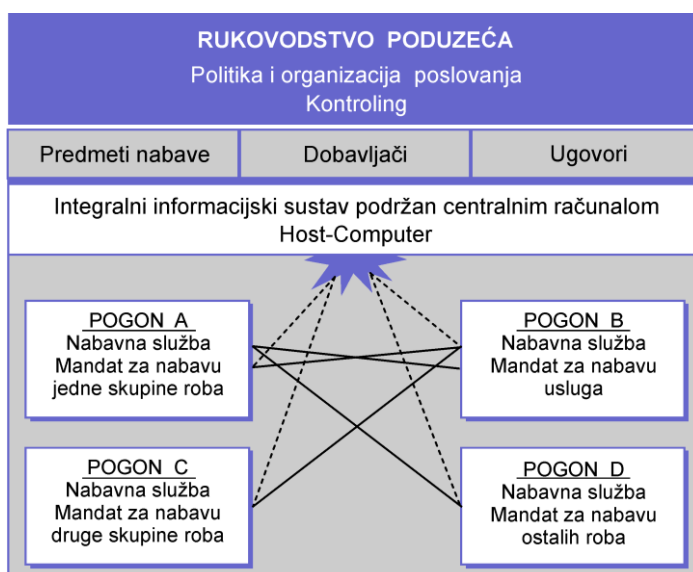 RUKOVODSTVO PODUZEĆA
Politika i organizacija poslovanja
Kontroling
Predmeti nabave
Dobavljači
Ugovori
Integralni informacijski sustav podržan centralnim računalom
Host-Computer
POGON A
Nabavna služba
Mandat za nabavu
jedne skupine roba
POGON B
Nabavna služba
Mandat za nabavu
usluga
POGON C
Nabavna služba
Mandat za nabavu
druge skupine roba
POGON D
Nabavna služba
Mandat za nabavu
ostalih roba